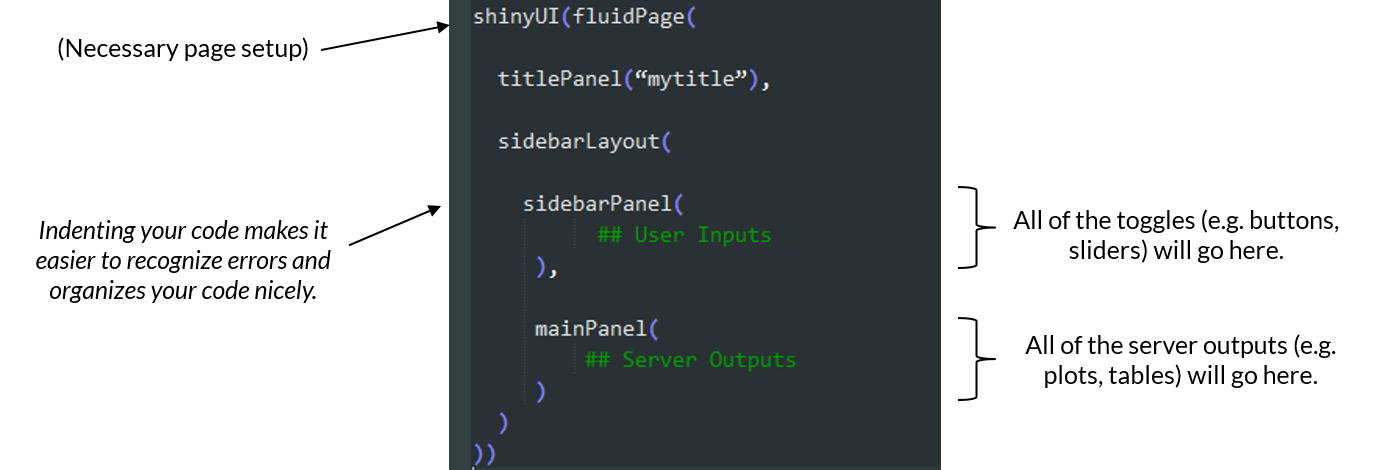 (Necessary page setup)
Indenting your code makes it
easier to recognize errors and
organizes your code nicely.
shinyUI(fluidPage(
titlePanel(“mytitle”),
sidebarLayout(
sidebarPanel(
## User Inputs
),
mainPanel(
## Server Outputs
)
)
))
All of the toggles (e.g. buttons,
sliders) will go here.
All of the server outputs (e.g.
plots, tables) will go here.